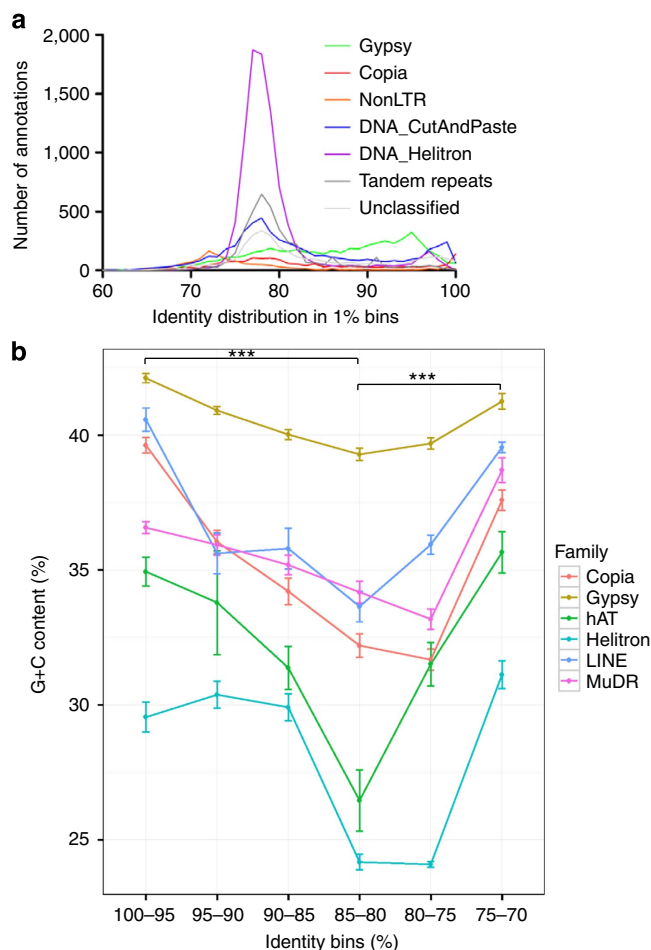 a
2,000
1,500
1,000
500
0
Number of annotations
60
70
80
90
100
Identity distribution in 1% bins
Gypsy
Copia
NonLTR
DNA_CutAndPaste
DNA_Helitron
Tandem repeats
Unclassified
b
***
***
40
35
30
25
G+C content (%)
100–95
95–90
90–85
85–80
80–75
75–70
Identity bins (%)
Family
Copia
Gypsy
hAT
Helitron
LINE
MuDR